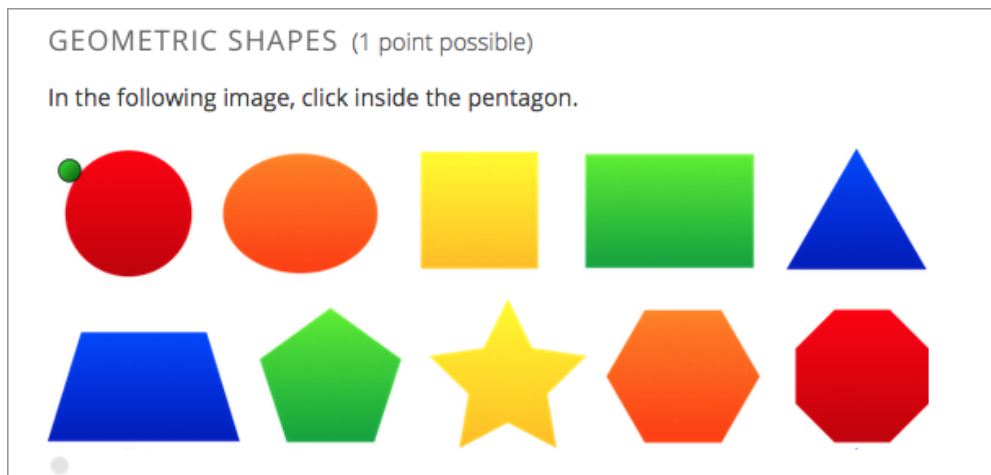 GEOMETRIC SHAPES (1 point possible)
In the following image, click inside the pentagon.